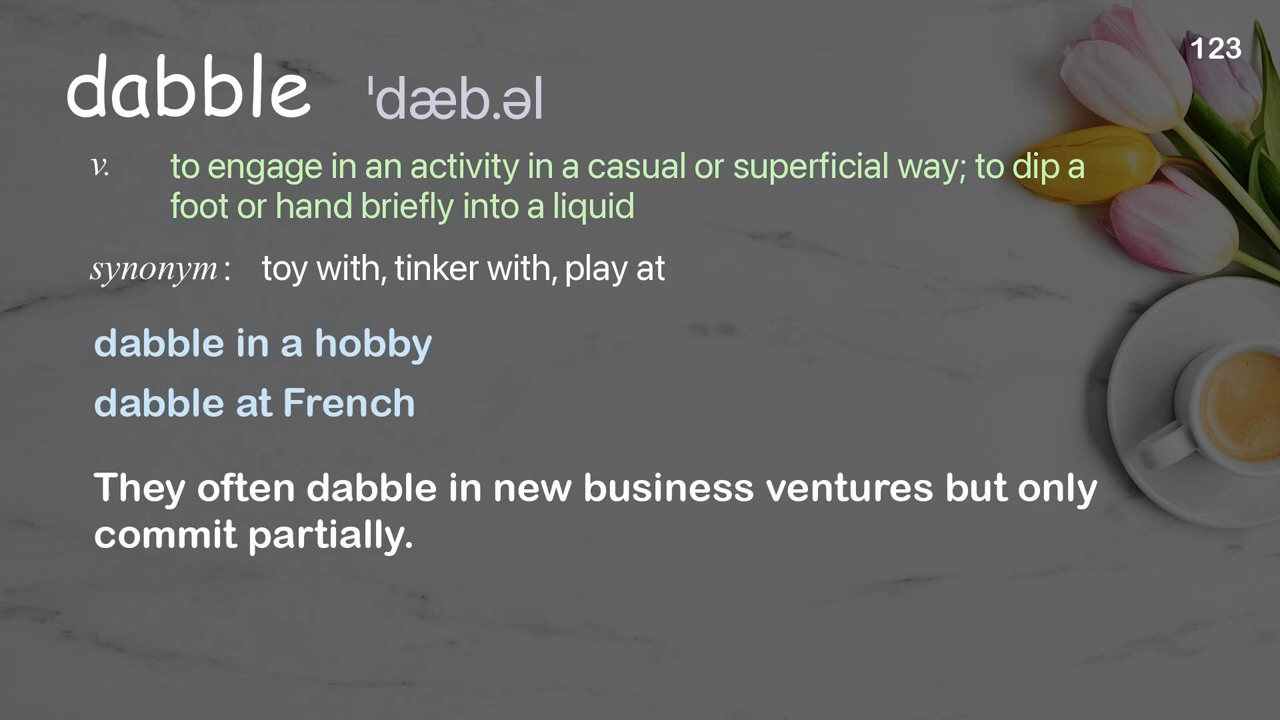 123
dabble ˈdæb.əl
v. to engage in an activity in a casual or superficial way; to dip a
foot or hand briefly into a liquid
synonym: toy with, tinker with, play at
dabble in a hobby
dabble at French
They often dabble in new business ventures but only
commit partially.